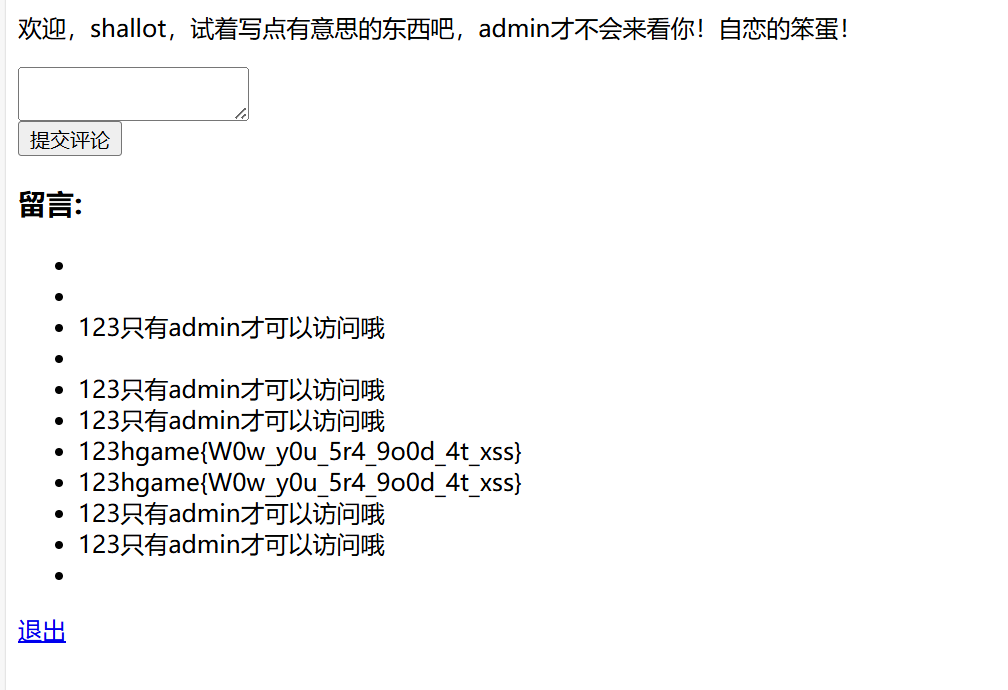 欢迎，shallot，试着写点有意思的东西吧，admin才不会来看你！自恋的笨蛋！
提交评论
留言:
123只有admin才可以访问哦
123只有admin才可以访问哦
123只有admin才可以访问哦
123hgame{W0w_y0u_5r4_9o0d_4t_xss}
123hgame{W0w_y0u_5r4_9o0d_4t_xss}
123只有admin才可以访问哦
123只有admin才可以访问哦
退出